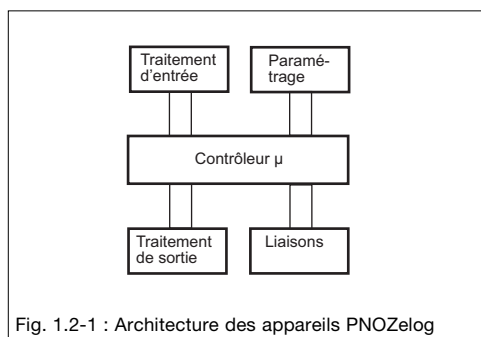 Traitement
d'entrée
Paramé-
trage
Contrôleur µ
Traitement
de sortie
Liaisons
Fig. 1.2-1 : Architecture des appareils PNOZelog